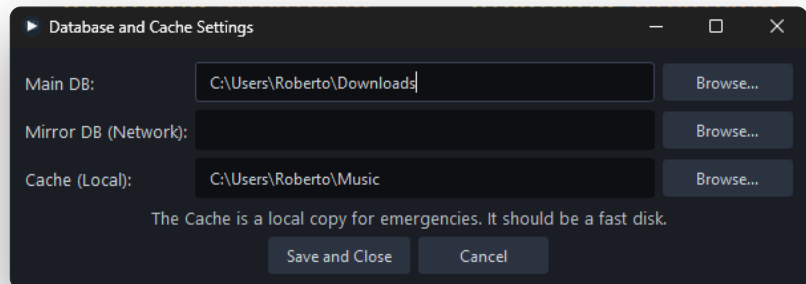 Database and Cache Settings
Main DB: C:\Users\Roberto\Downloads Browse...
Mirror DB (Network): Browse...
Cache (Local): C:\Users\Roberto\Music Browse...
The Cache is a local copy for emergencies. It should be a fast disk.
Save and Close Cancel